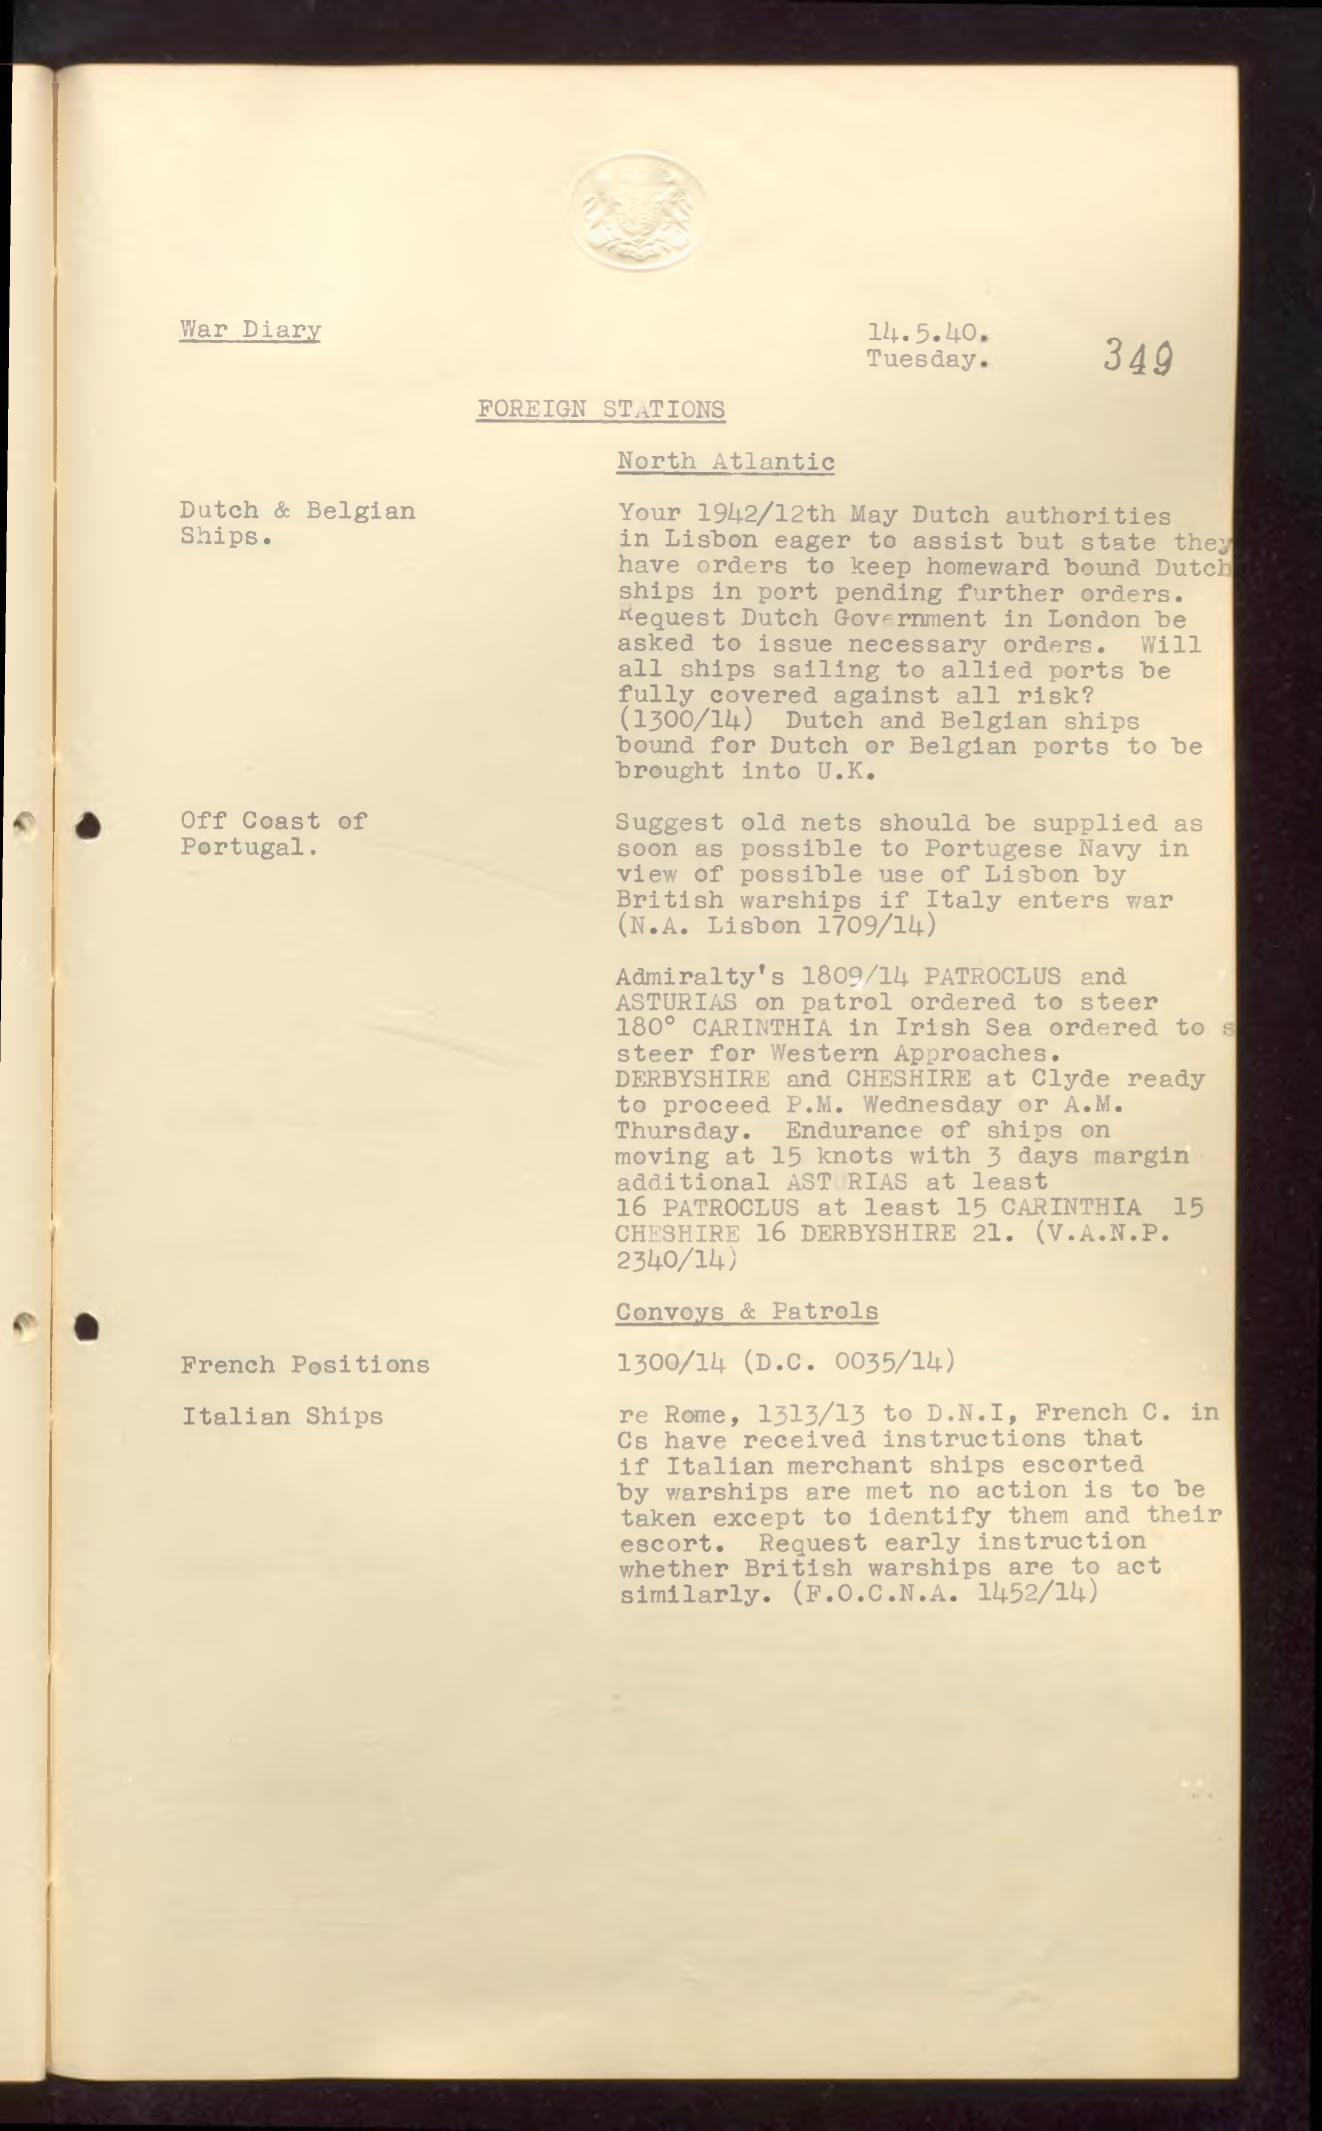 War Diary
14.5.40.
Tuesday.
349
FOREIGN STATIONS
North Atlantic
Dutch & Belgian
Ships.
Your 1942/12th May Dutch authorities
in Lisbon eager to assist but state they
have orders to keep homeward bound Dutch
ships in port pending further orders.
Request Dutch Government in London be
asked to issue necessary orders. Will
all ships sailing to allied ports be
fully covered against all risk?
(1300/14) Dutch and Belgian ships
bound for Dutch or Belgian ports to be
brought into U.K.
Off Coast of
Portugal.
Suggest old nets should be supplied as
soon as possible to Portugese Navy in
view of possible use of Lisbon by
British warships if Italy enters war
(N.A. Lisbon 1709/14)
Admiralty's 1809/14 PATROCLUS and
ASTURIAS on patrol ordered to steer
180° CARINTHIA in Irish Sea ordered to s
steer for Western Approaches.
DERBYSHIRE and CHESHIRE at Clyde ready
to proceed P.M. Wednesday or A.M.
Thursday. Endurance of ships on
moving at 15 knots with 3 days margin
additional ASTURIAS at least
16 PATROCLUS at least 15 CARINTHIA 15
CHESHIRE 16 DERBYSHIRE 21. (V.A.N.P.
2340/14)
Convoys & Patrols
French Positions
1300/14 (D.C. 0035/14)
Italian Ships
re Rome, 1313/13 to D.N.I, French C. in
Cs have received instructions that
if Italian merchant ships escorted
by warships are met no action is to be
taken except to identify them and their
escort. Request early instruction
whether British warships are to act
similarly. (F.O.C.N.A. 1452/14)